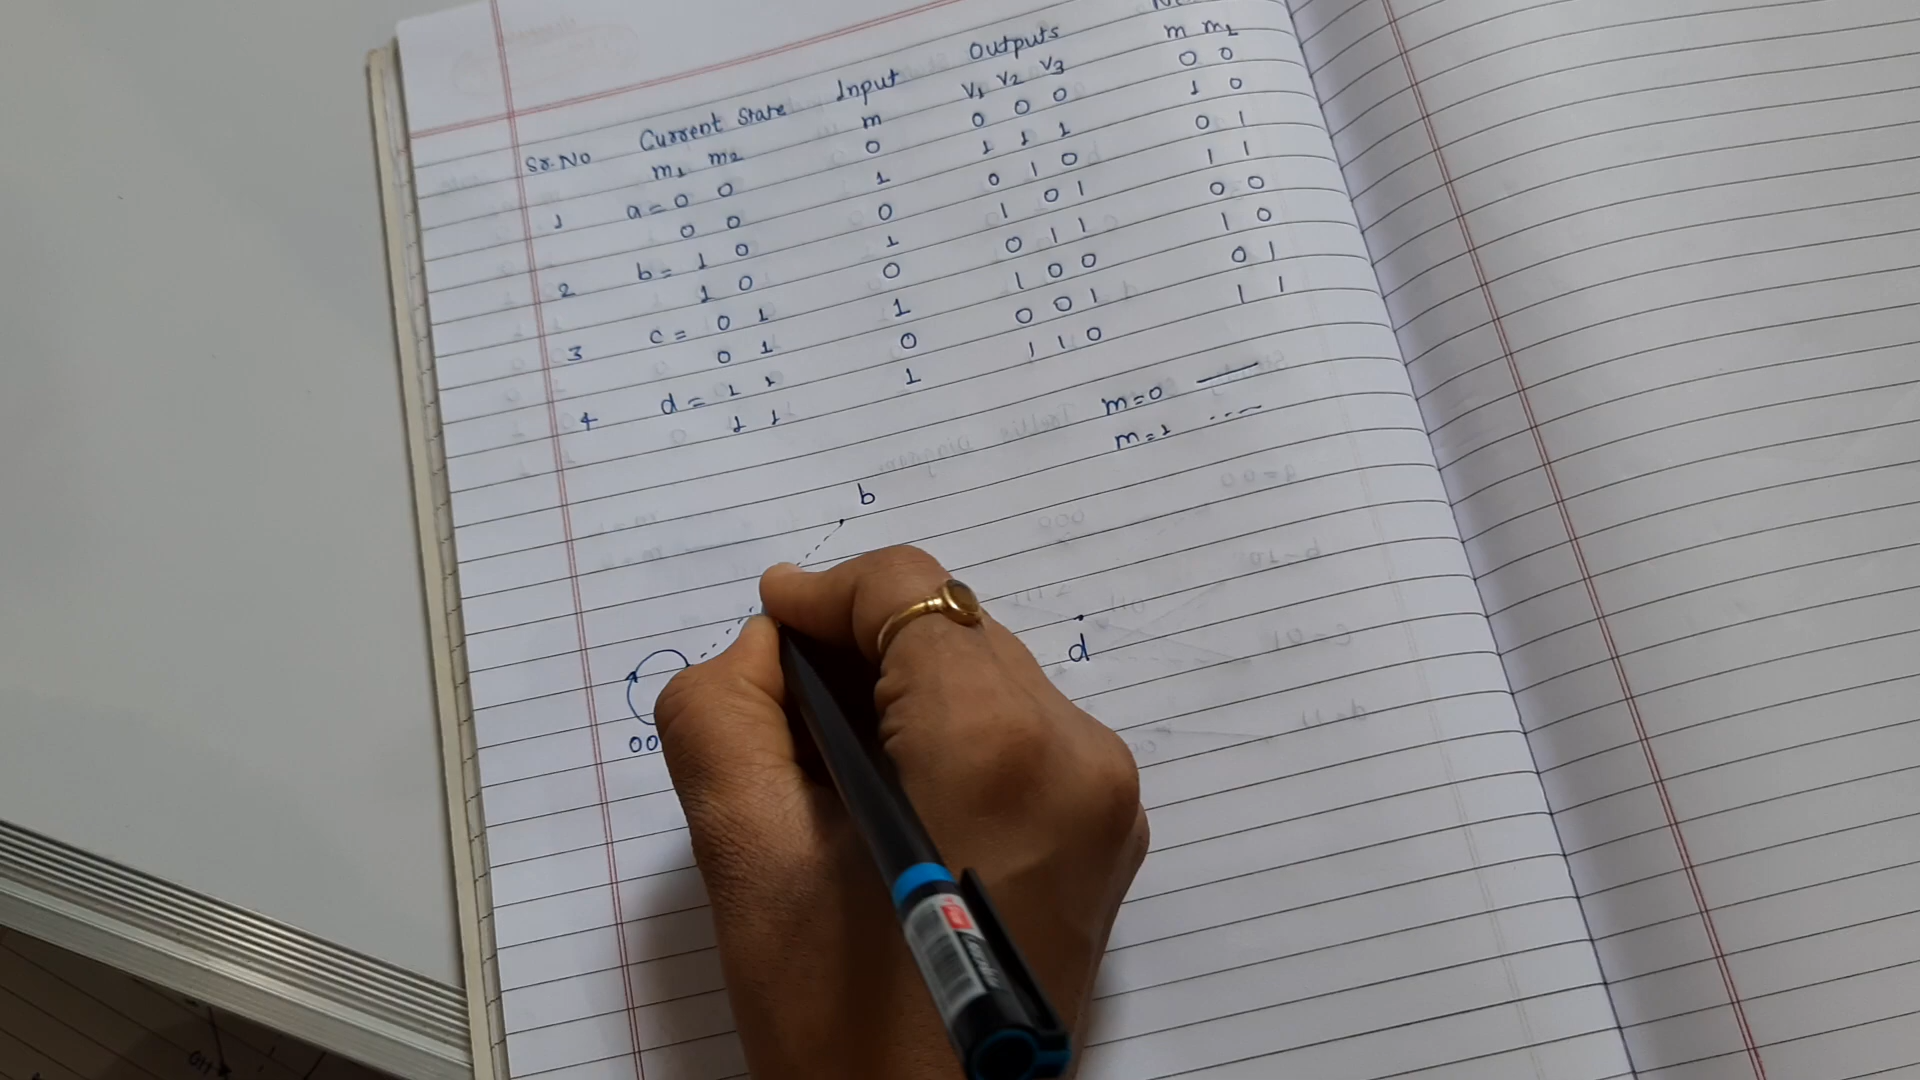 Sr.No Current State Input Outputs
m1 m2 m v1 v2 v3 m m1
1 a = 0 0 0 0 0 0 0 0
0 0 1 1 1 1 1 0
2 b = 1 0 0 0 1 0 0 1
1 0 1 1 0 1 1 1
3 c = 0 1 0 0 1 1 0 0
0 1 1 1 0 0 1 0
4 d = 1 1 0 0 0 1 0 1
1 1 1 1 1 0 1 1
m=0
m=1
b
d
00